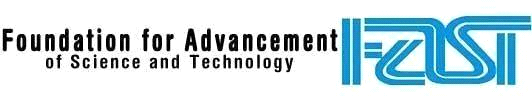 Foundation for Advancement
of Science and Technology
FAST